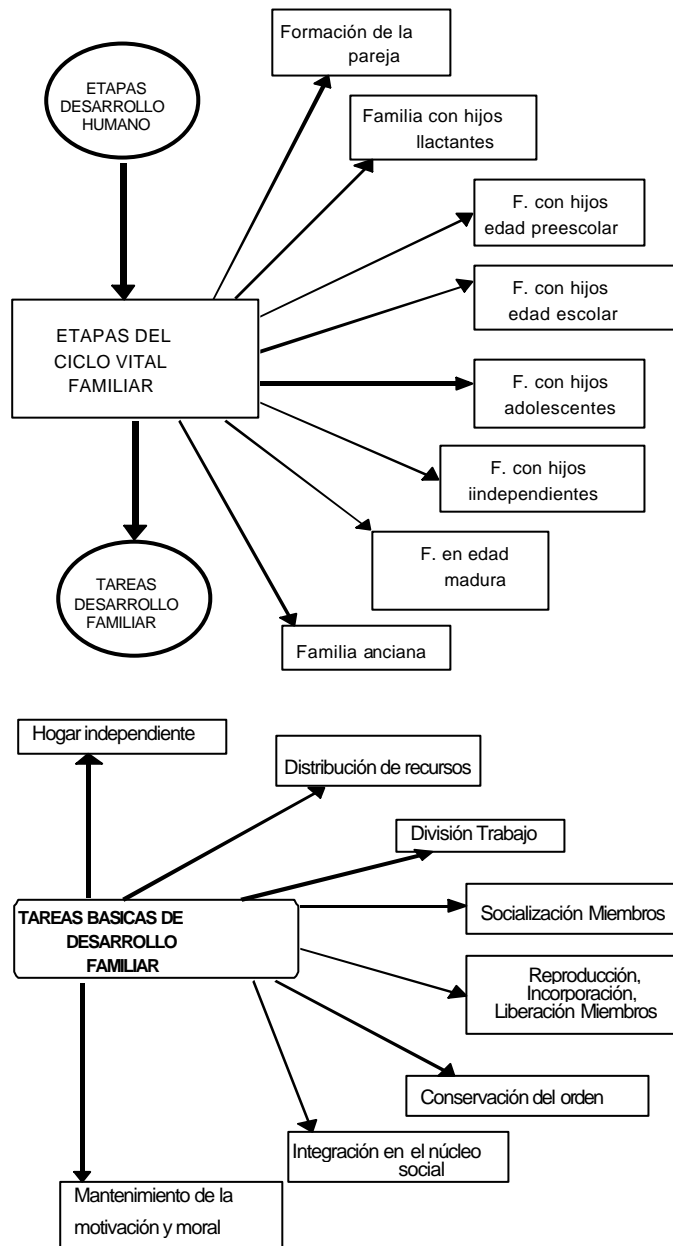 Formación de la
pareja
ETAPAS
DESARROLLO
HUMANO
Familia con hijos
llactantes
F. con hijos
edad preescolar
F. con hijos
edad escolar
ETAPAS DEL
CICLO VITAL
FAMILIAR
F. con hijos
adolescentes
F. con hijos
iindependientes
F. en edad
madura
TAREAS
DESARROLLO
FAMILIAR
Familia anciana
Hogar independiente
Distribución de recursos
División Trabajo
TAREAS BASICAS DE
DESARROLLO
FAMILIAR
Socialización Miembros
Reproducción,
Incorporación,
Liberación Miembros
Conservación del orden
Integración en el núcleo
social
Mantenimiento de la
motivación y moral